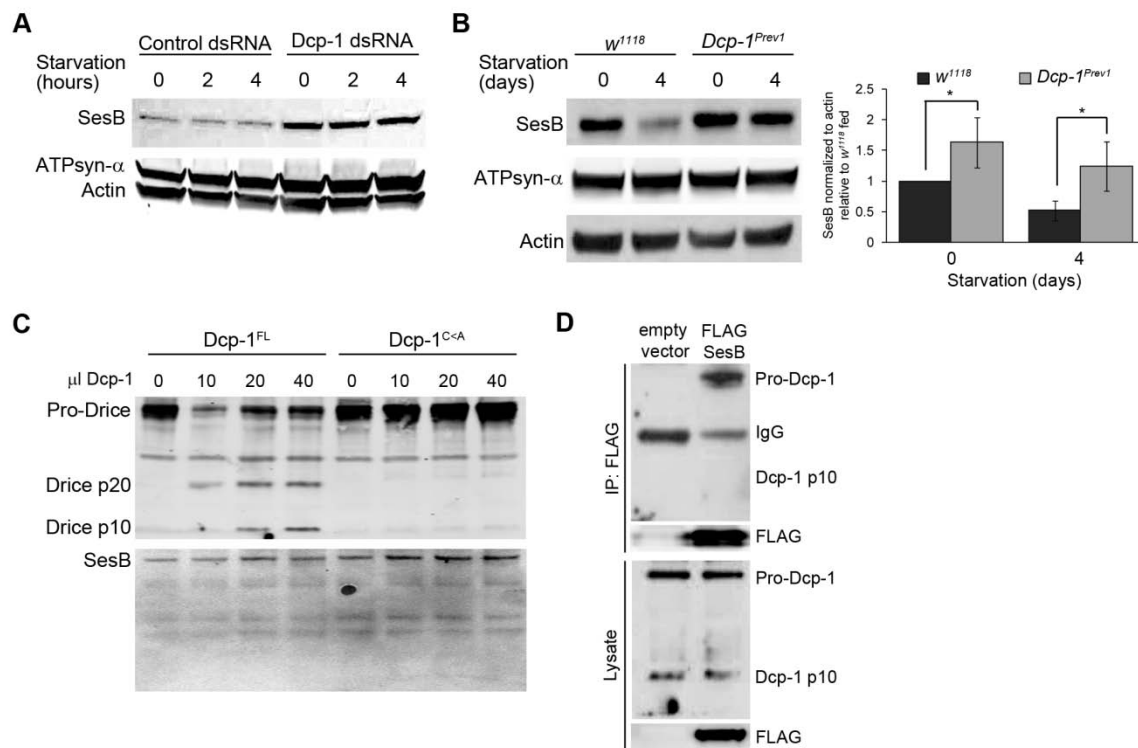 A
Control dsRNA Dcp-1 dsRNA
Starvation (hours) 0 2 4 0 2 4
SesB
ATPsyn-α
Actin
B
w1118 Dcp-1Prev1
Starvation (days) 0 4 0 4
SesB
ATPsyn-α
Actin
w1118 Dcp-1Prev1
* *
SesB normalized to actin
relative to w1118 fed
2.5
2
1.5
1
0.5
0
0 4
Starvation (days)
C
Dcp-1FL Dcp-1C<A
µl Dcp-1 0 10 20 40 0 10 20 40
Pro-Drice
Drice p20
Drice p10
SesB
D
empty vector FLAG SesB
IP: FLAG
Pro-Dcp-1
IgG
Dcp-1 p10
FLAG
Lysate
Pro-Dcp-1
Dcp-1 p10
FLAG